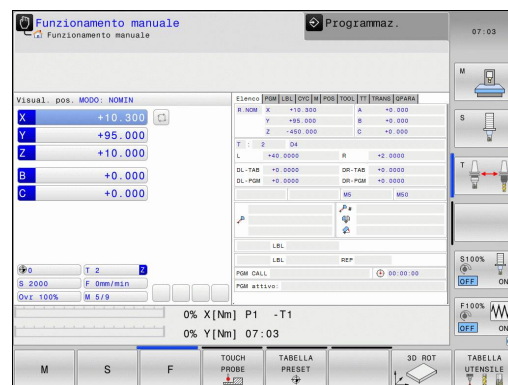 Funzionamento manuale
Funzionamento manuale
Programmaz.
07:03
Visual. pos. MODO: NOMIN
X +10.300
Y +95.000
Z +10.000
B +0.000
C +0.000
0 T 2 Z
S 2000 F 0mm/min
Ovr 100% M 5/9
Elenco PGM LBL CYC M POS TOOL TT TRANS QPARA
R.NOM X +10.300 A +0.000
Y +95.000 B +0.000
Z -450.000 C +0.000
T : 2 D4
L +40.0000 R +2.0000
DL-TAB +0.0000 DR-TAB +0.0000
DL-PGM +0.0000 DR-PGM +0.0000
M5 M50
P #
P
LBL
LBL REP
PGM CALL 00:00:00
PGM attivo:
0% X[Nm] P1 -T1
0% Y[Nm] 07:03
M
S
T
S100%
OFF ON
F100%
OFF ON
M S F TOUCH PROBE TABELLA PRESET 3D ROT TABELLA UTENSILE